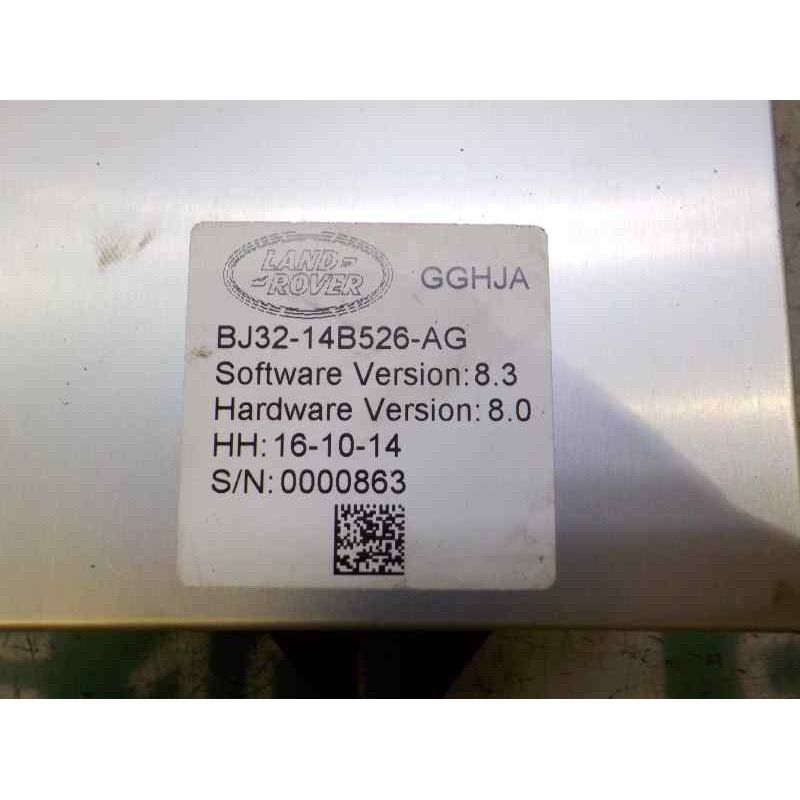 LAND ROVER
GGHJA
BJ32-14B526-AG
Software Version: 8.3
Hardware Version: 8.0
HH: 16-10-14
S/N: 0000863